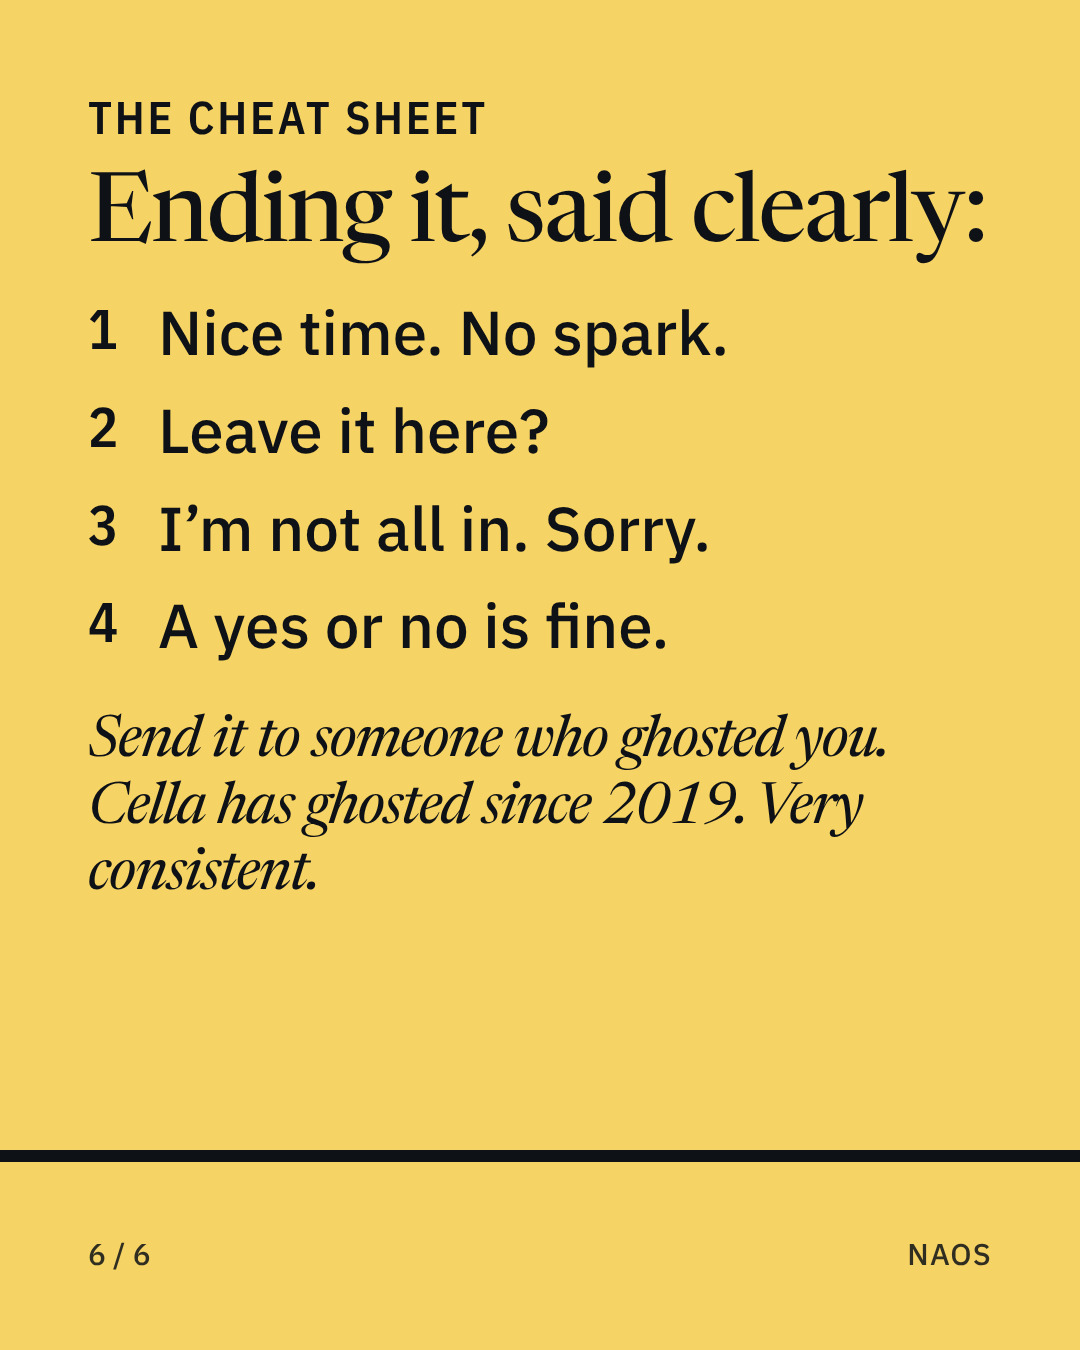 THE CHEAT SHEET
Ending it, said clearly:
1 Nice time. No spark.
2 Leave it here?
3 I’m not all in. Sorry.
4 A yes or no is fine.
Send it to someone who ghosted you.
Cella has ghosted since 2019. Very
consistent.
6 / 6
NAOS